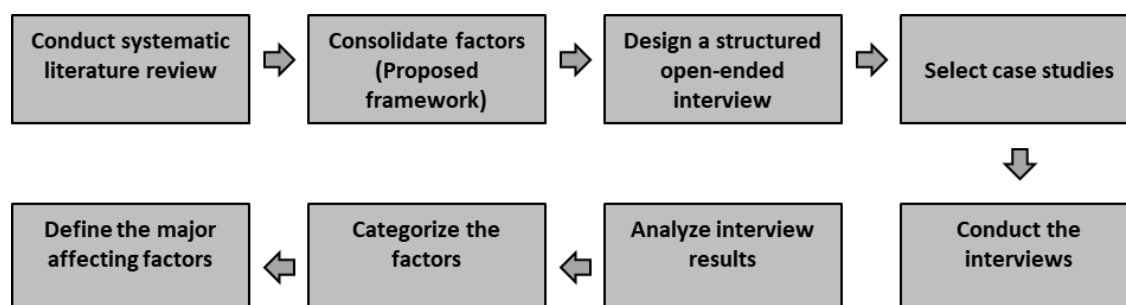 Conduct systematic
literature review
Consolidate factors
(Proposed
framework)
Design a structured
open-ended
interview
Select case studies
Conduct the
interviews
Analyze interview
results
Categorize the
factors
Define the major
affecting factors